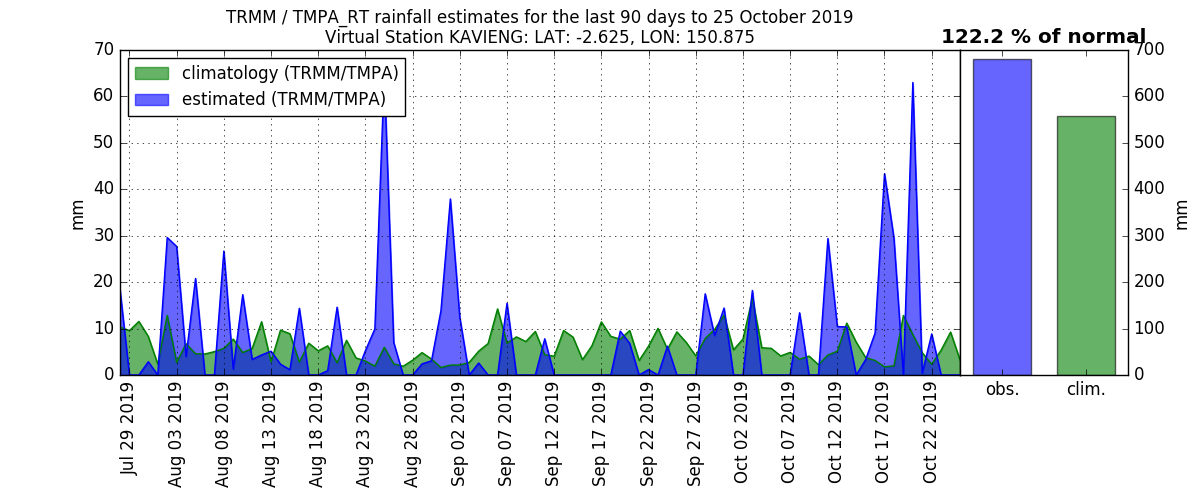 TRMM / TMPA_RT rainfall estimates for the last 90 days to 25 October 2019
Virtual Station KAVIENG: LAT: -2.625, LON: 150.875
122.2 % of normal
climatology (TRMM/TMPA)
estimated (TRMM/TMPA)
70
60
50
40
30
20
10
0
mm
Jul 29 2019
Aug 03 2019
Aug 08 2019
Aug 13 2019
Aug 18 2019
Aug 23 2019
Aug 28 2019
Sep 02 2019
Sep 07 2019
Sep 12 2019
Sep 17 2019
Sep 22 2019
Sep 27 2019
Oct 02 2019
Oct 07 2019
Oct 12 2019
Oct 17 2019
Oct 22 2019
obs.
clim.
700
600
500
400
300
200
100
0
mm